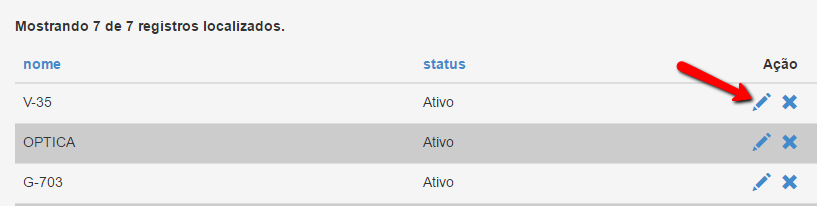 Mostrando 7 de 7 registros localizados.
nome status Ação
V-35 Ativo
OPTICA Ativo
G-703 Ativo